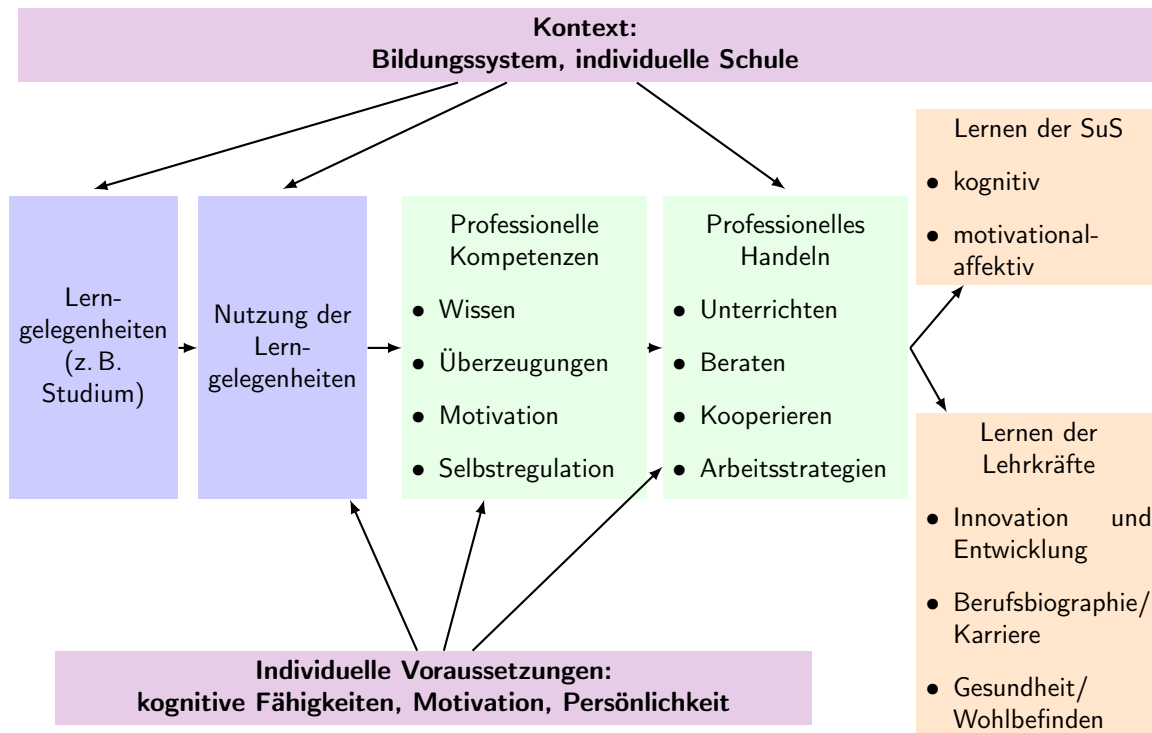 Kontext:
Bildungssystem, individuelle Schule
Lern-
gelegenheiten
(z. B.
Studium)
Nutzung der
Lern-
gelegenheiten
Professionelle
Kompetenzen
• Wissen
• Überzeugungen
• Motivation
• Selbstregulation
Professionelles
Handeln
• Unterrichten
• Beraten
• Kooperieren
• Arbeitsstrategien
Lernen der SuS
• kognitiv
• motivational-
affektiv
Lernen der
Lehrkräfte
• Innovation und
Entwicklung
• Berufsbiographie/
Karriere
• Gesundheit/
Wohlbefinden
Individuelle Voraussetzungen:
kognitive Fähigkeiten, Motivation, Persönlichkeit